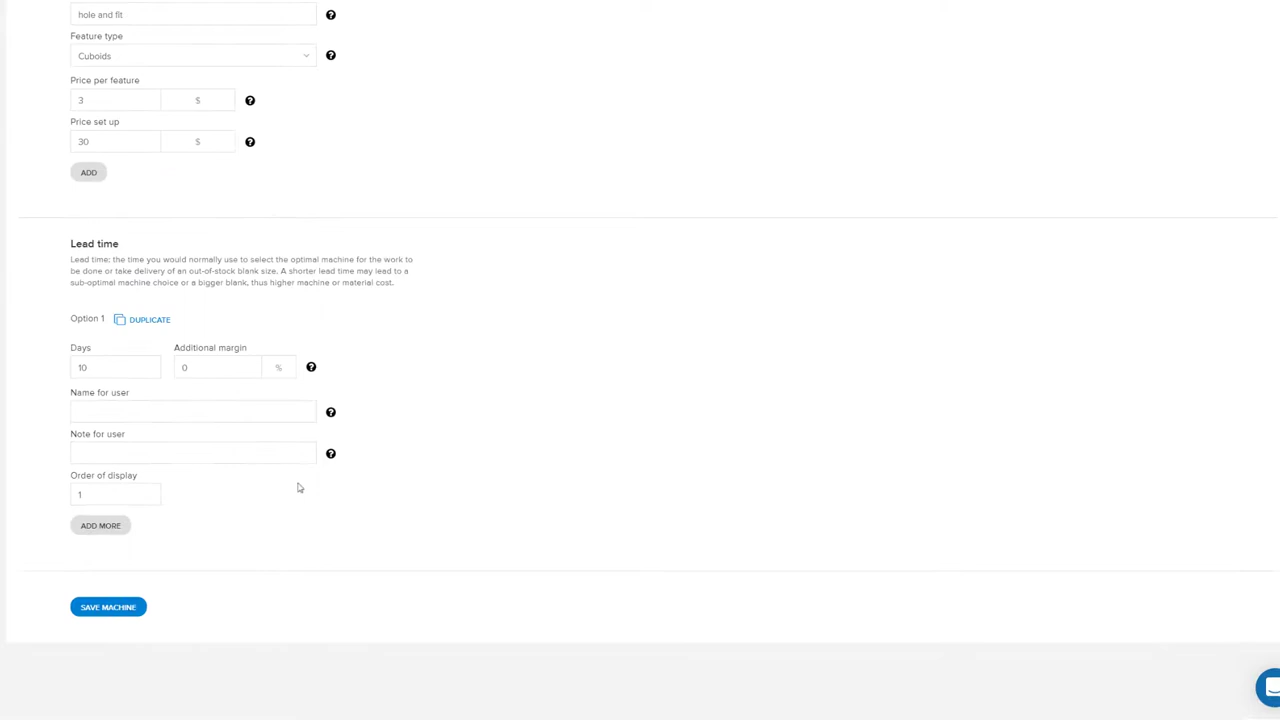 hole and fit
Feature type
Cuboids
Price per feature
3 $
Price set up
30 $
ADD
Lead time
Lead time: the time you would normally use to select the optimal machine for the work to
be done or take delivery of an out-of-stock blank size. A shorter lead time may lead to a
sub-optimal machine choice or a bigger blank, thus higher machine or material cost.
Option 1 DUPLICATE
Days Additional margin
10 0 %
Name for user
Note for user
Order of display
1
ADD MORE
SAVE MACHINE